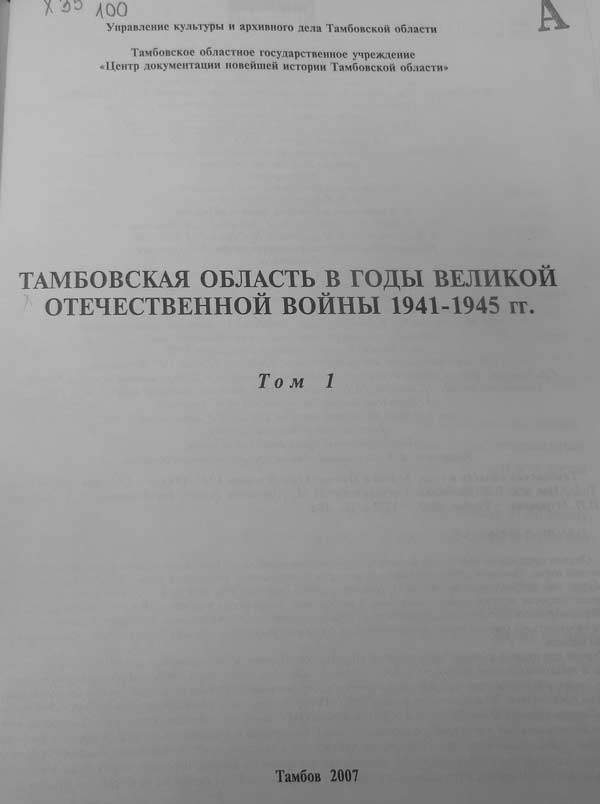 Х 39 100
А
Управление культуры и архивного дела Тамбовской области
Тамбовское областное государственное учреждение
«Центр документации новейшей истории Тамбовской области»
ТАМБОВСКАЯ ОБЛАСТЬ В ГОДЫ ВЕЛИКОЙ
ОТЕЧЕСТВЕННОЙ ВОЙНЫ 1941-1945 гг.
Том 1
Тамбов 2007